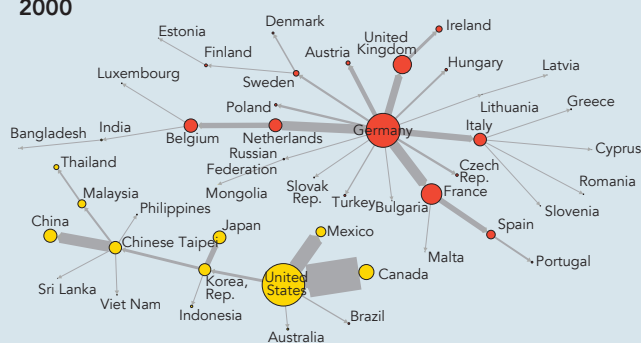 2000
Estonia
Denmark
Ireland
Finland
Austria
United
Kingdom
Hungary
Latvia
Luxembourg
Sweden
Lithuania
Poland
Greece
Bangladesh
India
Belgium
Netherlands
Germany
Italy
Cyprus
Russian
Federation
Mongolia
Slovak
Rep.
Turkey
Bulgaria
Czech
Rep.
France
Romania
Slovenia
Thailand
Malaysia
Philippines
China
Chinese Taipei
Japan
Mexico
Spain
Malta
Portugal
Korea,
Rep.
United
States
Canada
Sri Lanka
Viet Nam
Indonesia
Brazil
Australia